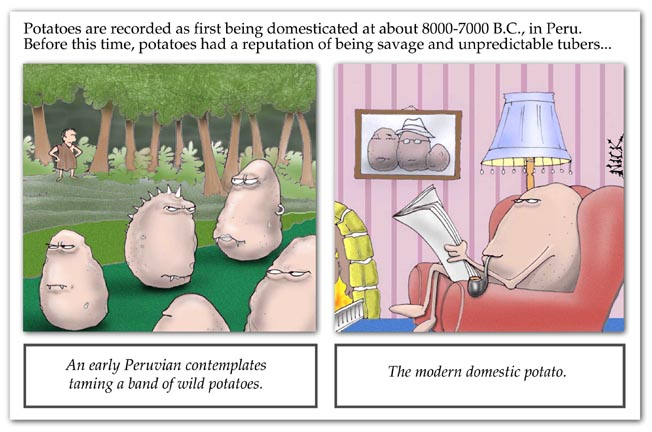 Potatoes are recorded as first being domesticated at about 8000-7000 B.C., in Peru.
Before this time, potatoes had a reputation of being savage and unpredictable tubers...
An early Peruvian contemplates
taming a band of wild potatoes.
The modern domestic potato.